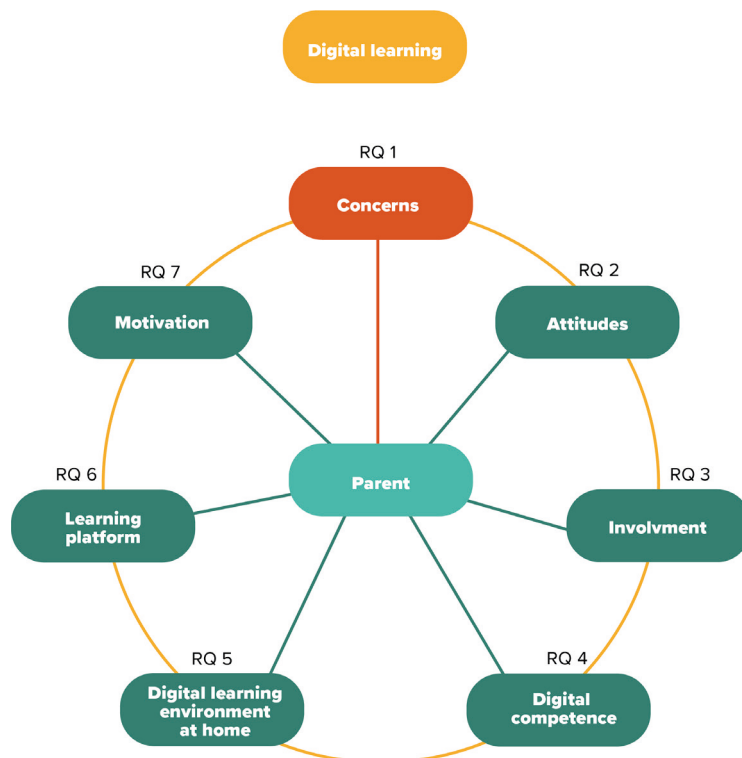 Digital learning
RQ 1
Concerns
RQ 2
Attitudes
RQ 3
Involvment
RQ 4
Digital
competence
RQ 5
Digital learning
environment
at home
RQ 6
Learning
platform
RQ 7
Motivation
Parent